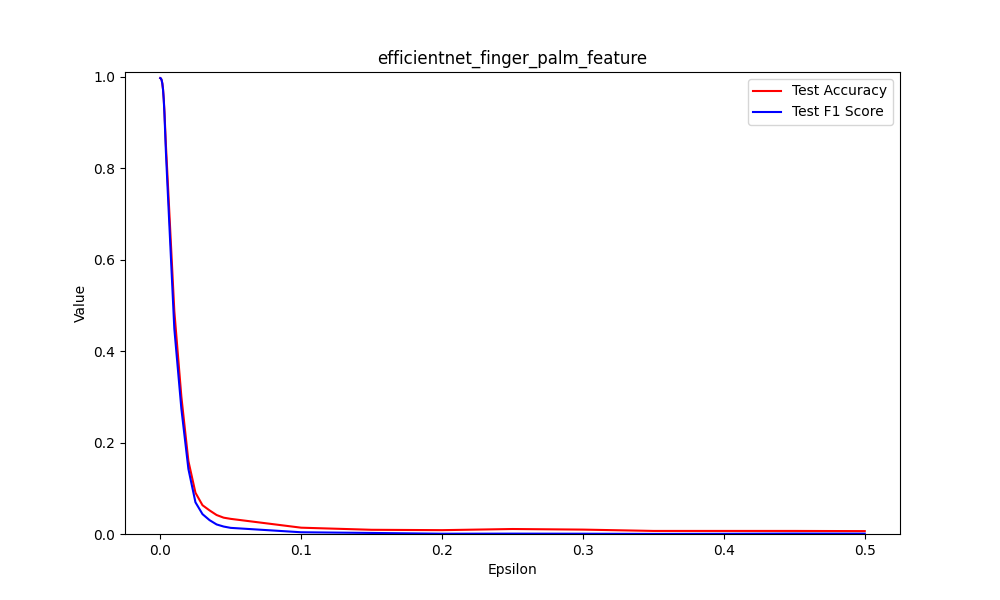 efficientnet_finger_palm_feature
1.0
0.8
0.6
0.4
0.2
0.0
Value
Test Accuracy
Test F1 Score
0.0 0.1 0.2 0.3 0.4 0.5
Epsilon